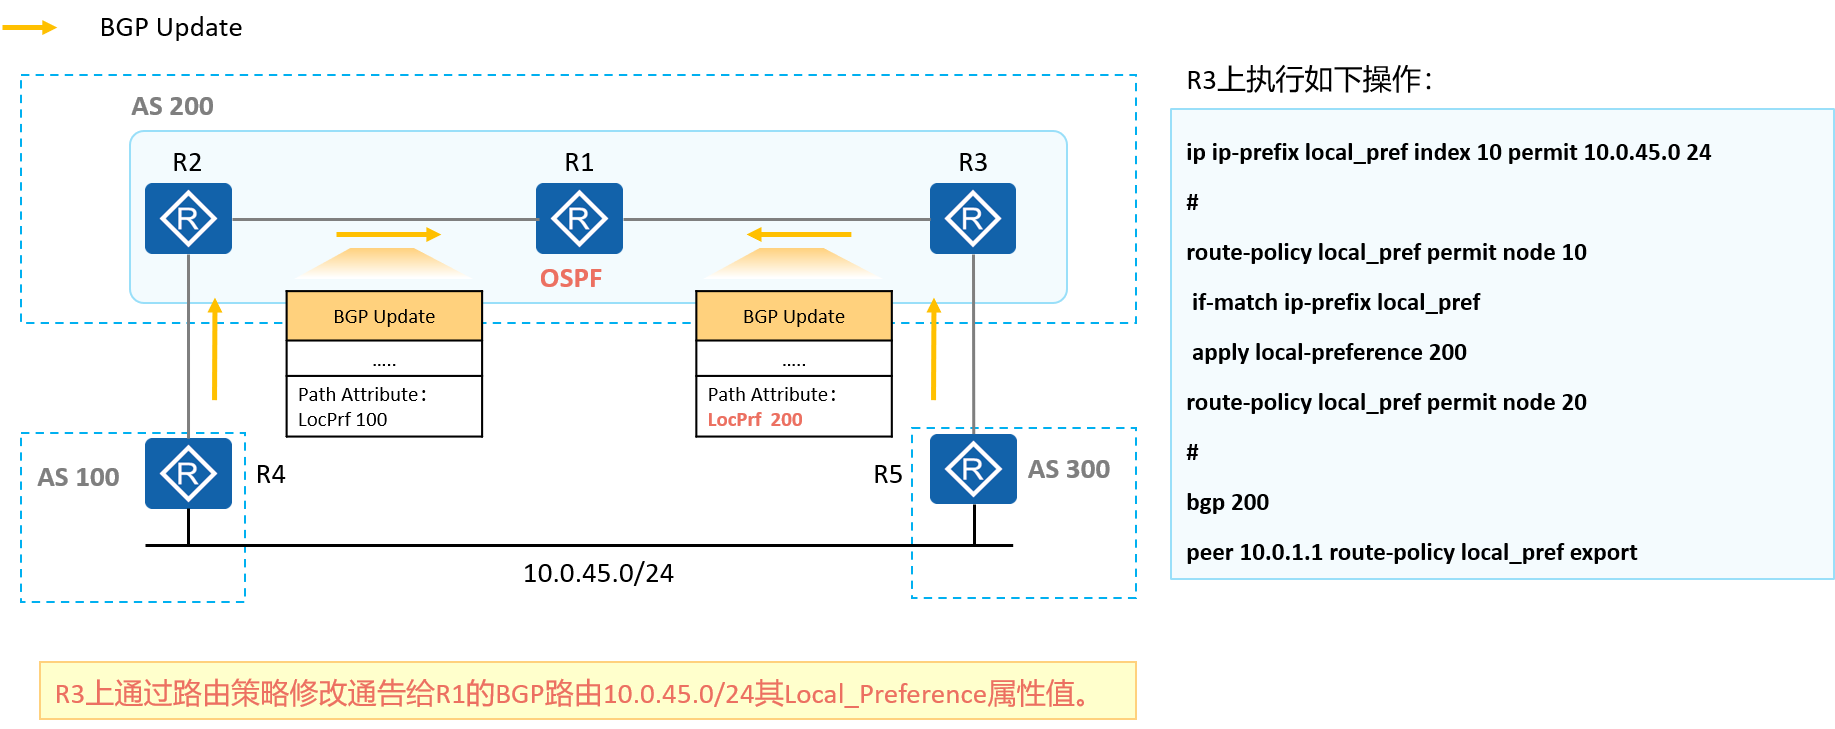 BGP Update
R3上执行如下操作：
AS 200
R2
R1
R3
R
R
R
OSPF
BGP Update
.....
Path Attribute：
LocPrf 100
BGP Update
.....
Path Attribute：
LocPrf 200
AS 100
R
R4
R5
R
AS 300
10.0.45.0/24
ip ip-prefix local_pref index 10 permit 10.0.45.0 24
#
route-policy local_pref permit node 10
if-match ip-prefix local_pref
apply local-preference 200
route-policy local_pref permit node 20
#
bgp 200
peer 10.0.1.1 route-policy local_pref export
R3上通过路由策略修改通告给R1的BGP路由10.0.45.0/24其Local_Preference属性值。